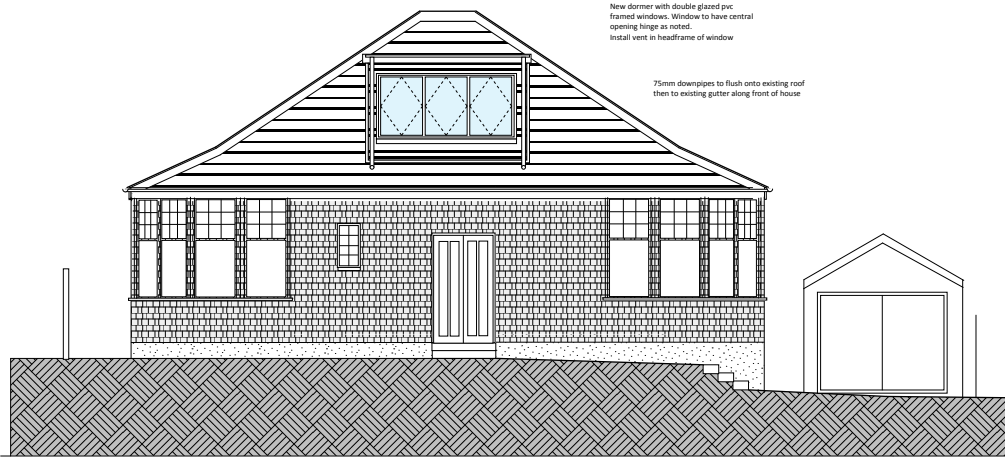 New dormer with double glazed pvc
framed windows. Window to have central
opening hinge as noted.
Install vent in headframe of window
75mm downpipes to flush onto existing roof
then to existing gutter along front of house